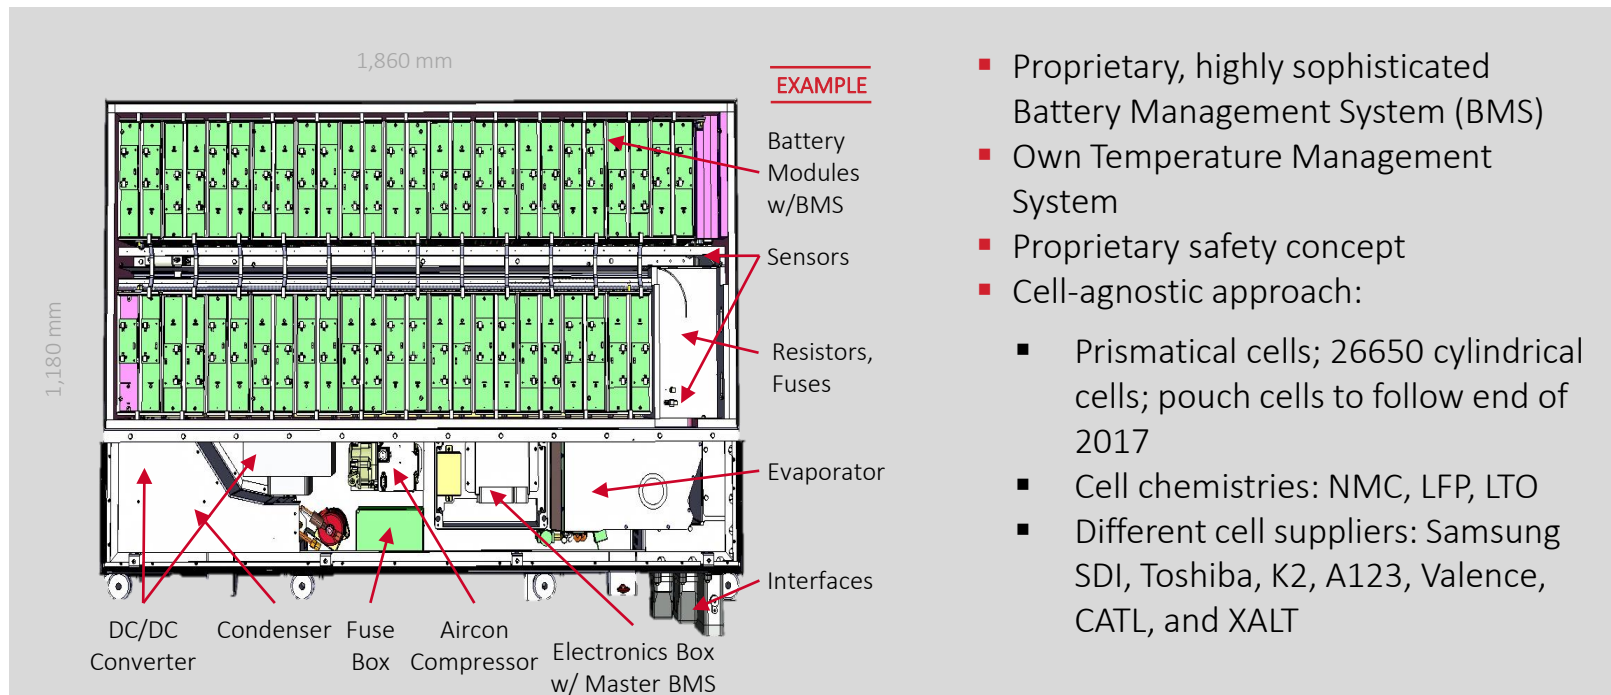 1,860 mm
1,180 mm
EXAMPLE
Battery
Modules
w/BMS
Sensors
Resistors,
Fuses
Evaporator
Interfaces
DC/DC
Converter
Condenser
Fuse
Box
Aircon
Compressor
Electronics Box
w/ Master BMS
▪ Proprietary, highly sophisticated
Battery Management System (BMS)
▪ Own Temperature Management
System
▪ Proprietary safety concept
▪ Cell-agnostic approach:
▪ Prismatical cells; 26650 cylindrical
cells; pouch cells to follow end of
2017
▪ Cell chemistries: NMC, LFP, LTO
▪ Different cell suppliers: Samsung
SDI, Toshiba, K2, A123, Valence,
CATL, and XALT